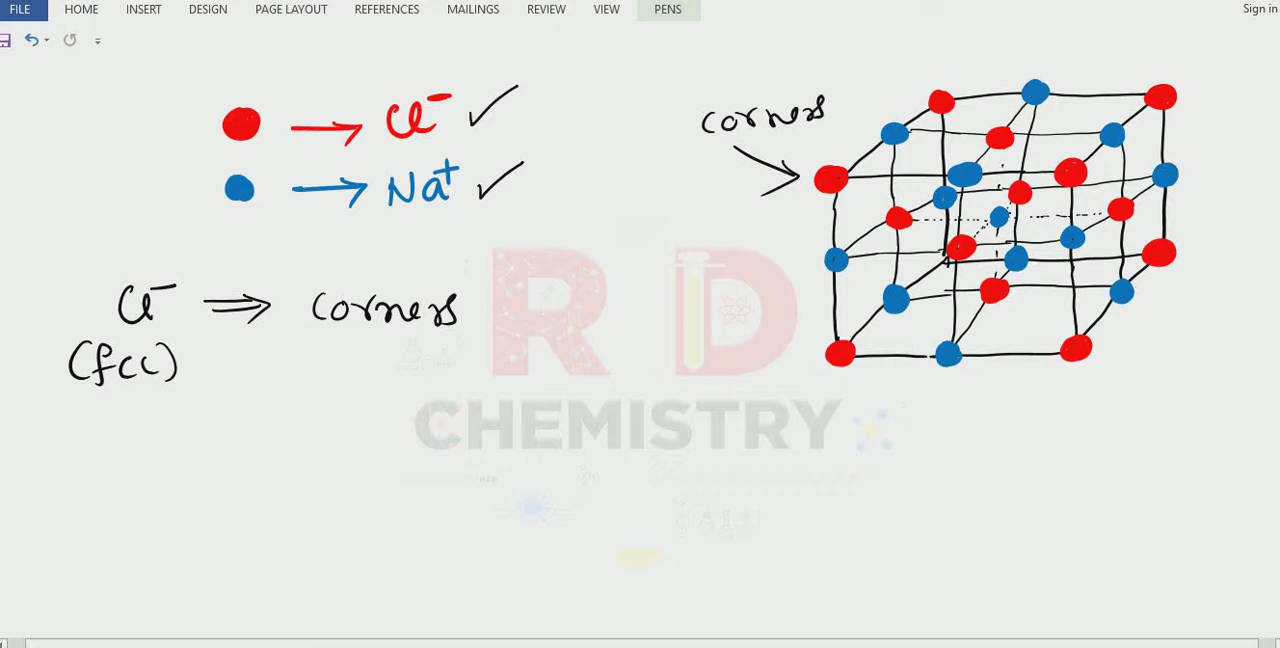 FILE HOME INSERT DESIGN PAGE LAYOUT REFERENCES MAILINGS REVIEW VIEW PENS Sign in
→ Cl⁻ ✓
→ Na⁺ ✓
corners
Cl⁻ ⇒ corners
(fcc)
R D
CHEMISTRY